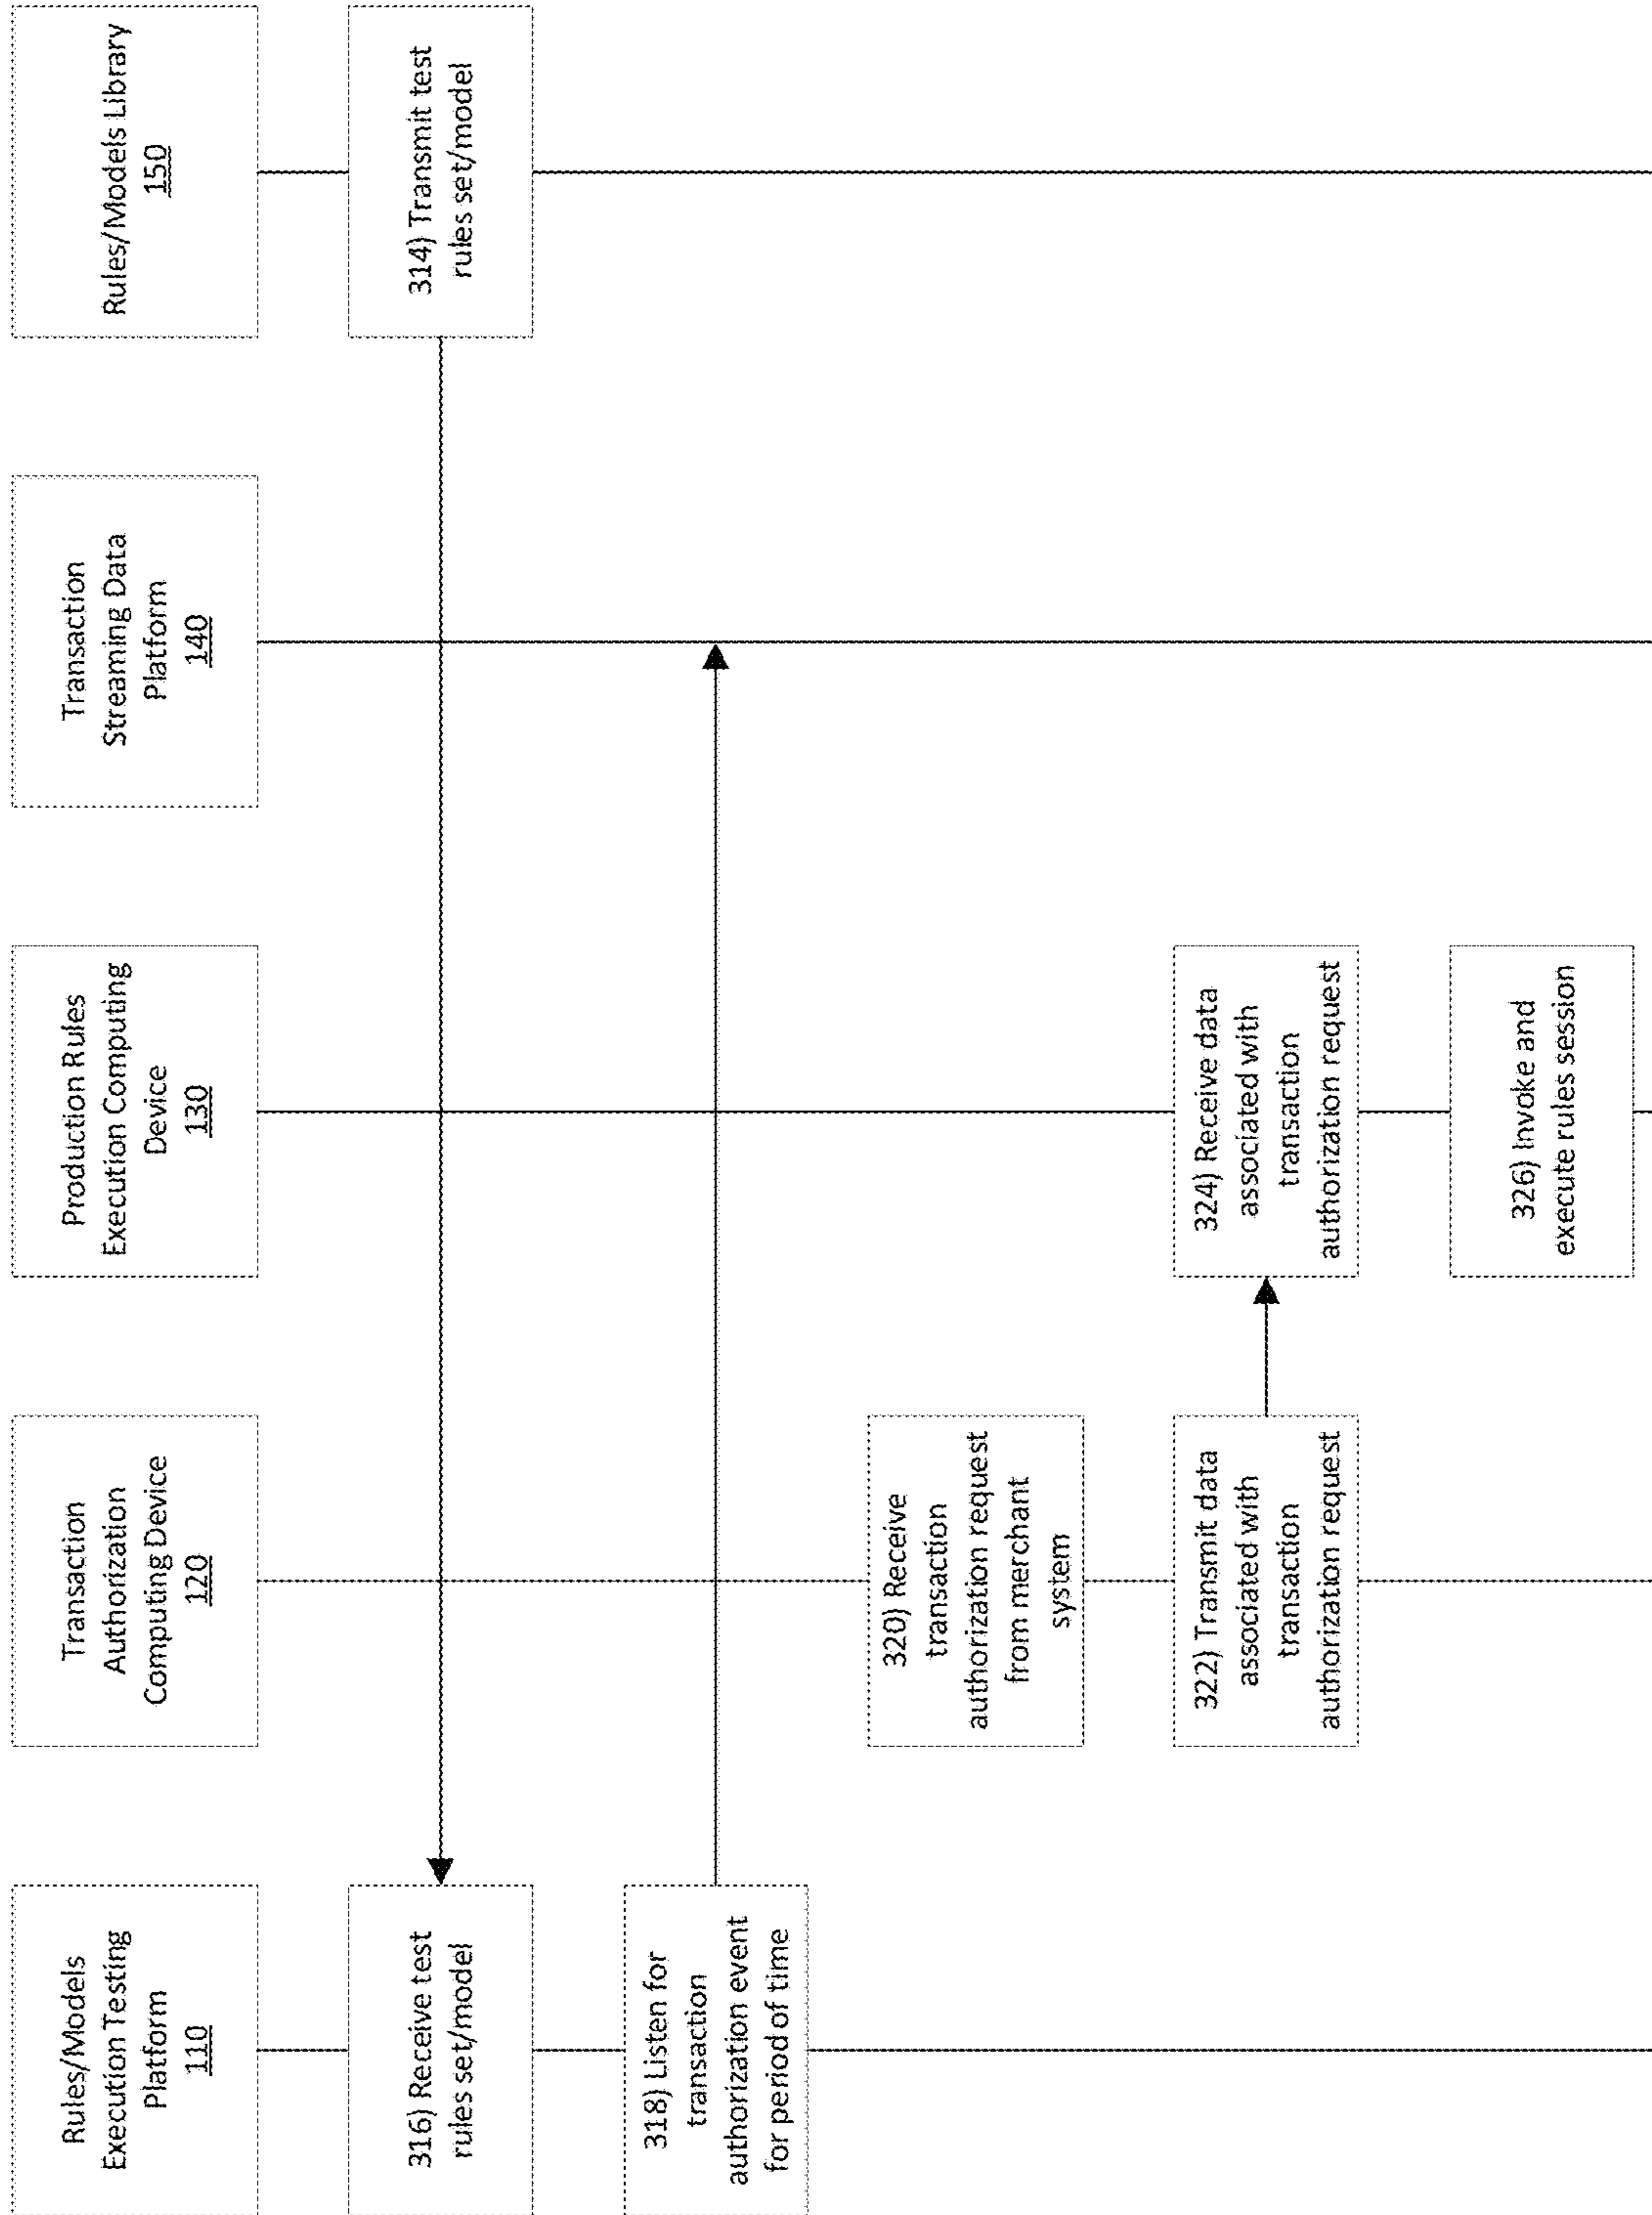 Rules/Models
Execution Testing
Platform
110
Transaction
Authorization
Computing Device
120
Production Rules
Execution Computing
Device
130
Transaction
Streaming Data
Platform
140
Rules/Models Library
150
314) Transmit test
rules set/model
316) Receive test
rules set/model
318) Listen for
transaction
authorization event
for period of time
320) Receive
transaction
authorization request
from merchant
system
322) Transmit data
associated with
transaction
authorization request
324) Receive data
associated with
transaction
authorization request
326) Invoke and
execute rules session